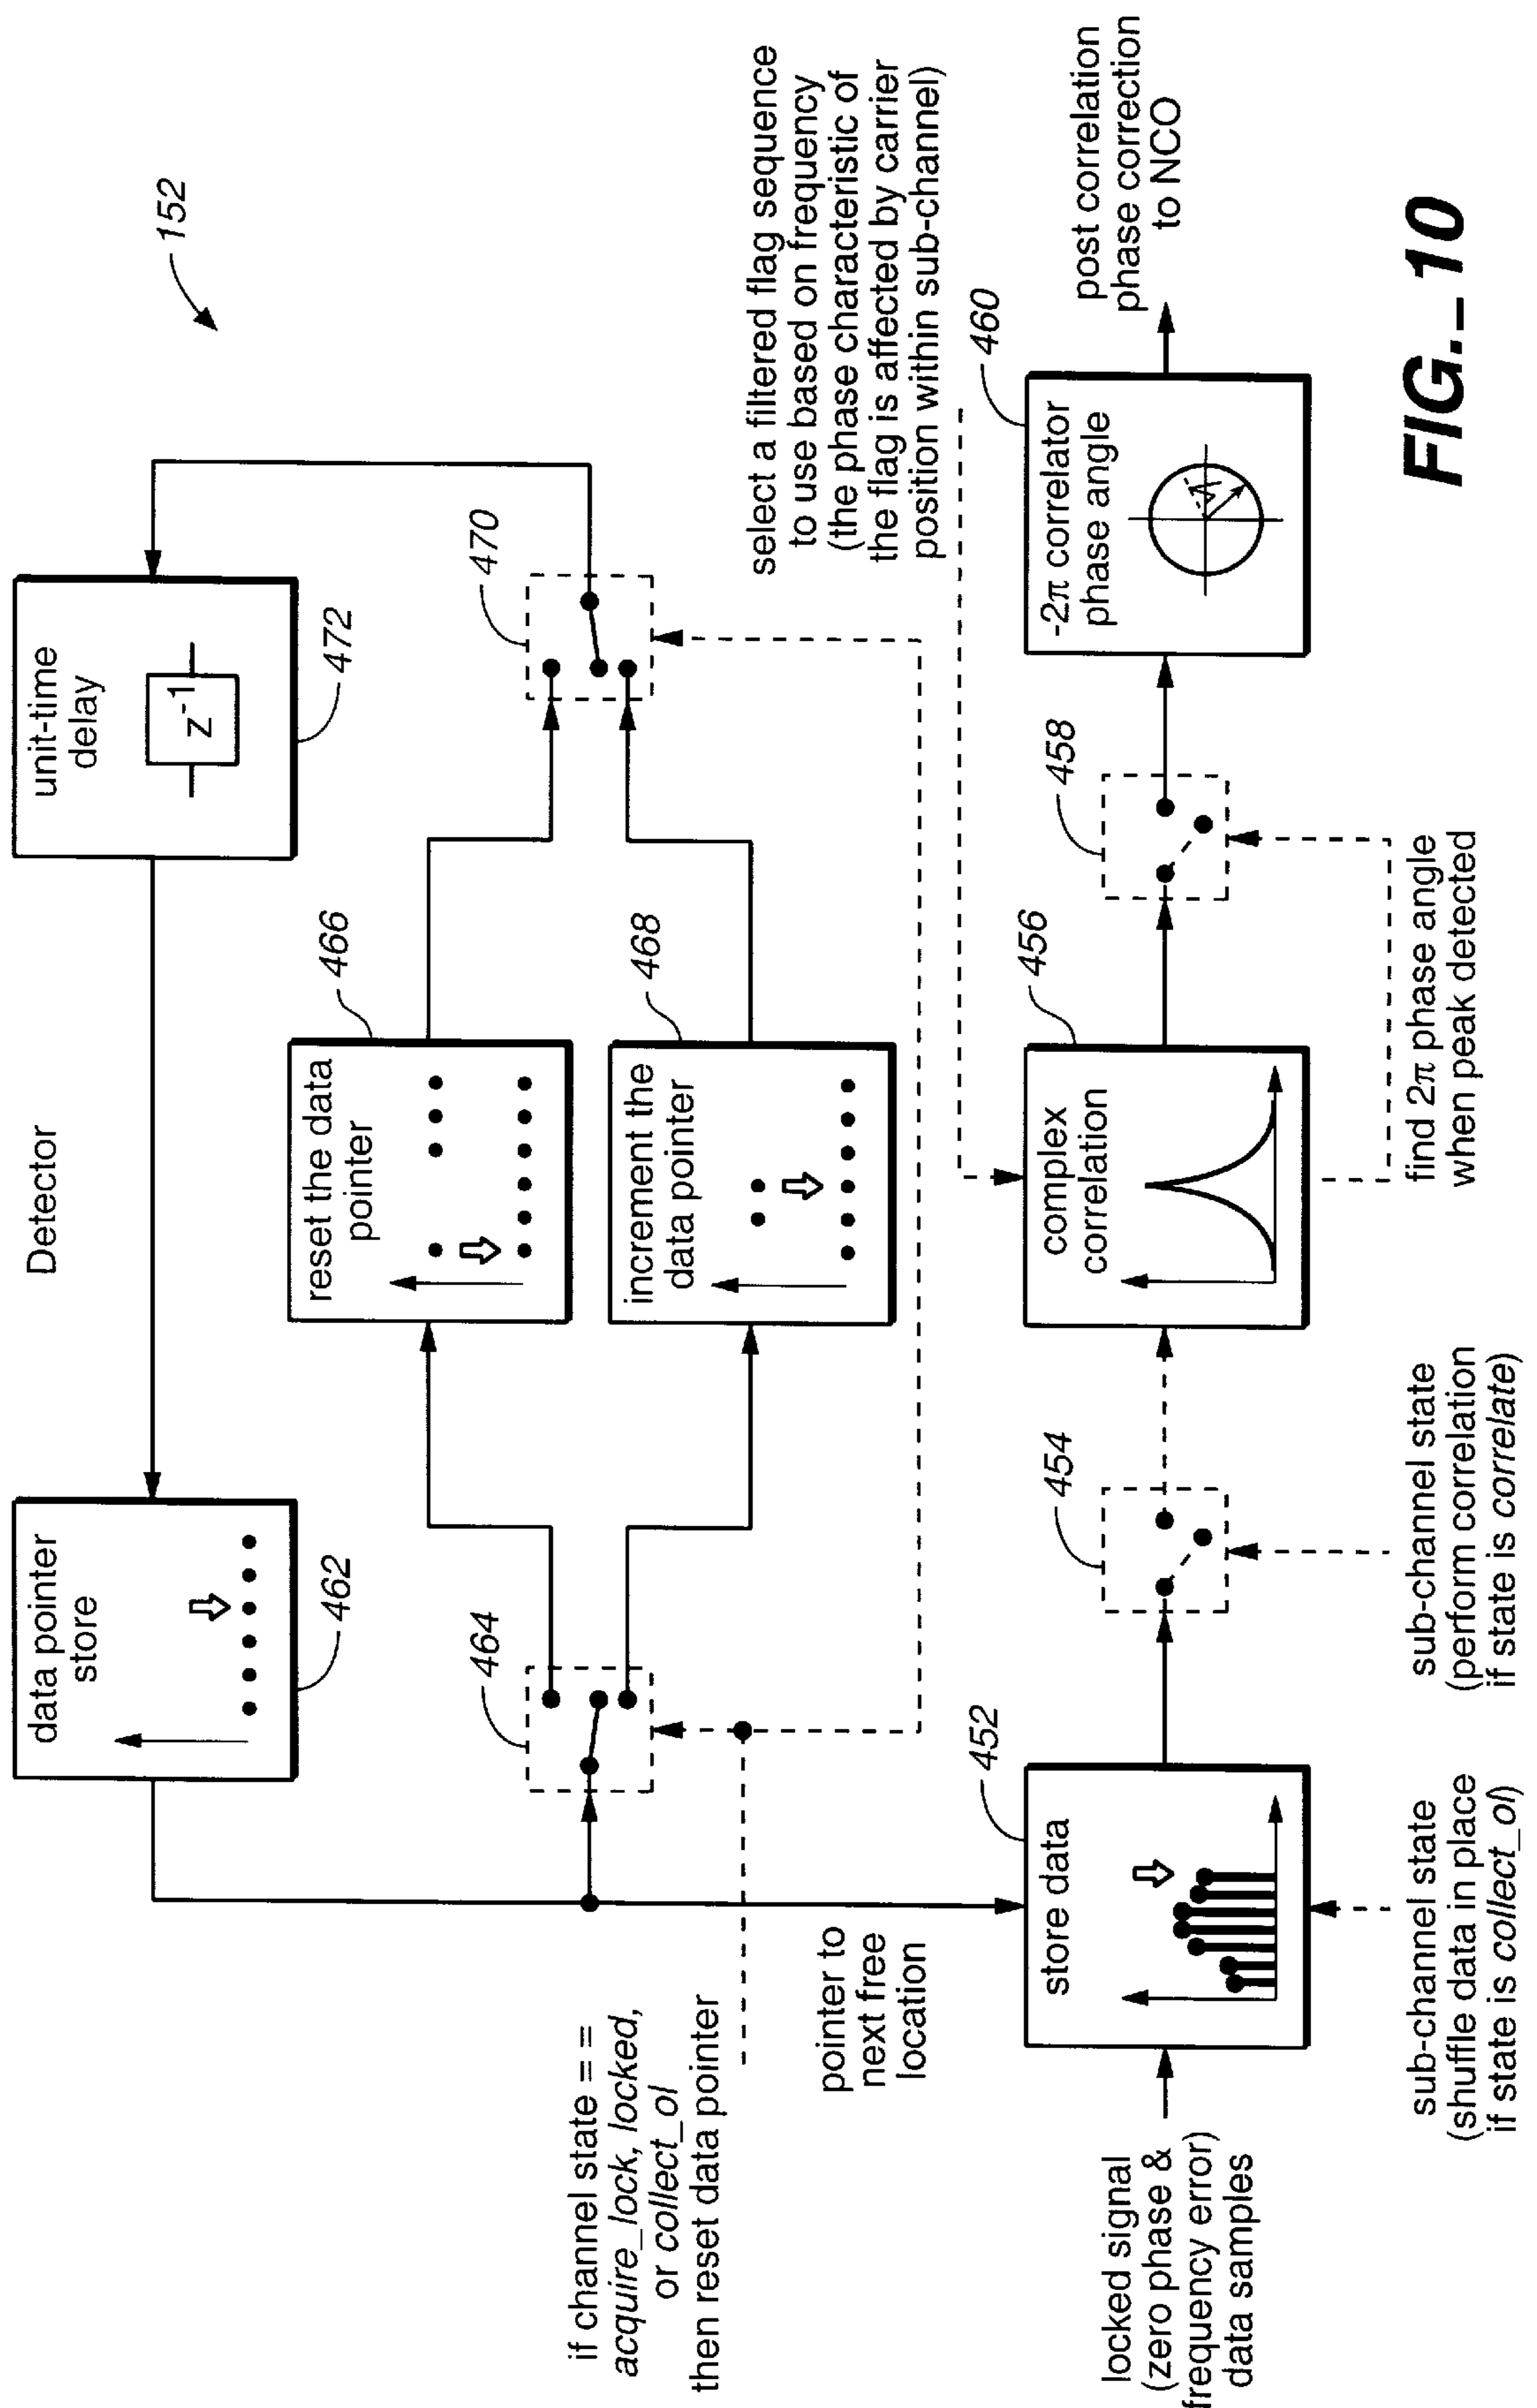 Detector
152
data pointer
store
462
unit-time
delay
z-1
472
if channel state = =
acquire_lock, locked,
or collect_ol
then reset data pointer
464
reset the data
pointer
466
increment the
data pointer
468
470
pointer to
next free
location
select a filtered flag sequence
to use based on frequency
(the phase characteristic of
the flag is affected by carrier
position within sub-channel)
locked signal
(zero phase &
frequency error)
data samples
store data
452
454
complex
correlation
456
458
-2π correlator
phase angle
460
post correlation
phase correction
to NCO
sub-channel state
(shuffle data in place
if state is collect_ol)
sub-channel state
(perform correlation
if state is correlate)
find 2π phase angle
when peak detected
FIG._10